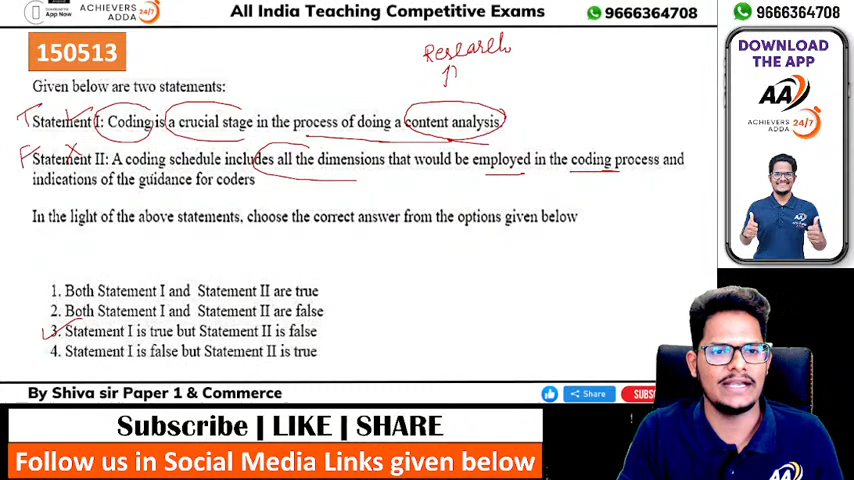 App Now
ACHIEVERS
ADDA 24/7
All India Teaching Competitive Exams
9666364708
9666364708
150513
Research
Given below are two statements:
T
Statement I: Coding is a crucial stage in the process of doing a content analysis.
F
Statement II: A coding schedule includes all the dimensions that would be employed in the coding process and
indications of the guidance for coders
In the light of the above statements, choose the correct answer from the options given below
1. Both Statement I and Statement II are true
2. Both Statement I and Statement II are false
3. Statement I is true but Statement II is false
4. Statement I is false but Statement II is true
DOWNLOAD
THE APP
AA
ACHIEVERS
ADDA 24/7
AA
By Shiva sir Paper 1 & Commerce
Share
Subscribe | LIKE | SHARE
Follow us in Social Media Links given below
AA